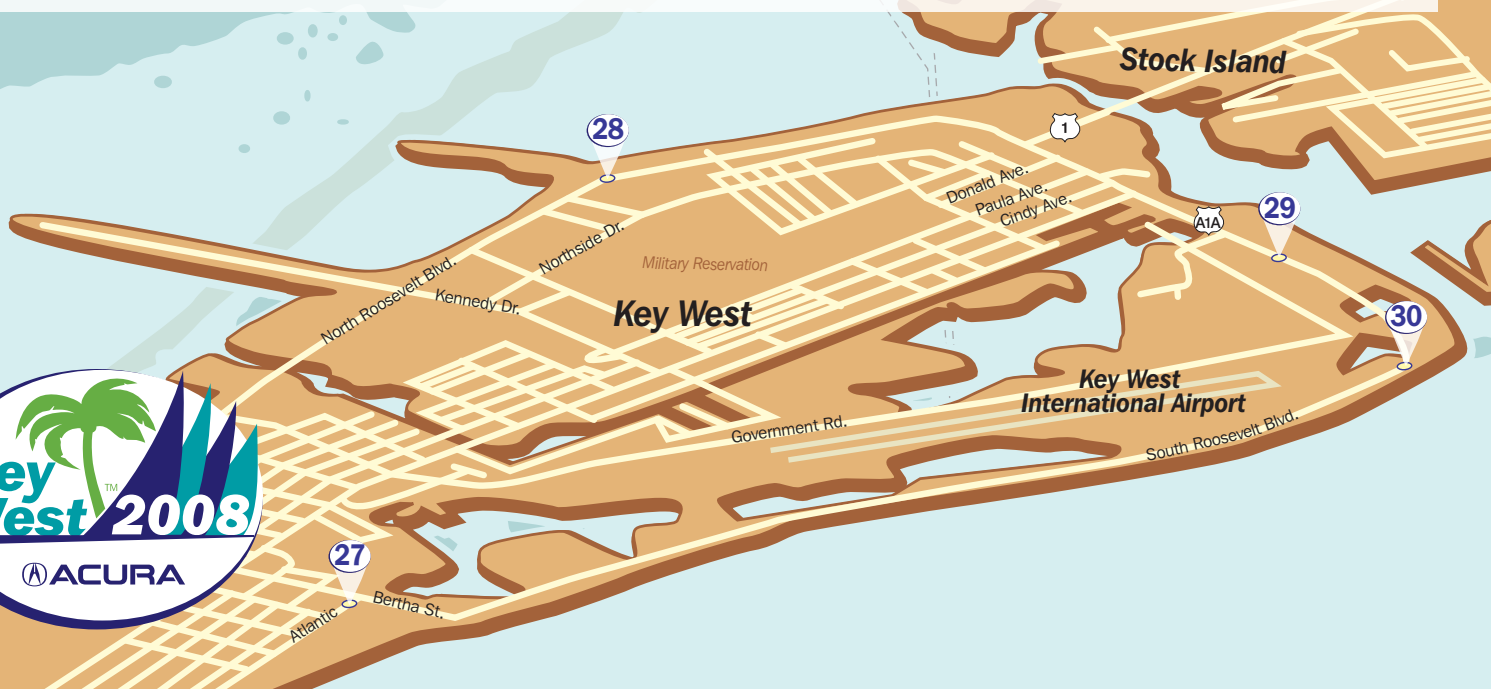 Stock Island
28
1
Donald Ave.
Paula Ave.
Cindy Ave.
29
A1A
Northside Dr.
Military Reservation
North Roosevelt Blvd.
Kennedy Dr.
Key West
30
Key West
International Airport
Government Rd.
South Roosevelt Blvd.
ey
est 2008
TM
ACURA
27
Bertha St.
Atlantic